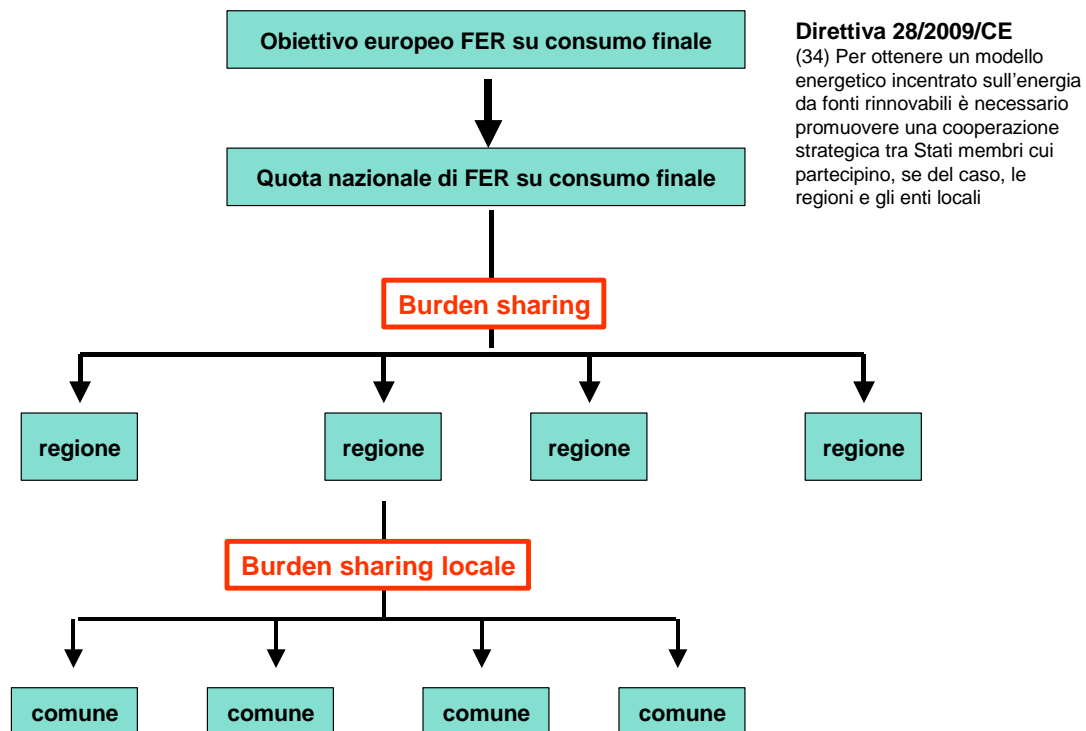 Obiettivo europeo FER su consumo finale
Direttiva 28/2009/CE
(34) Per ottenere un modello
energetico incentrato sull'energia
da fonti rinnovabili è necessario
promuovere una cooperazione
strategica tra Stati membri cui
partecipino, se del caso, le
regioni e gli enti locali
Quota nazionale di FER su consumo finale
Burden sharing
regione
regione
regione
regione
Burden sharing locale
comune
comune
comune
comune